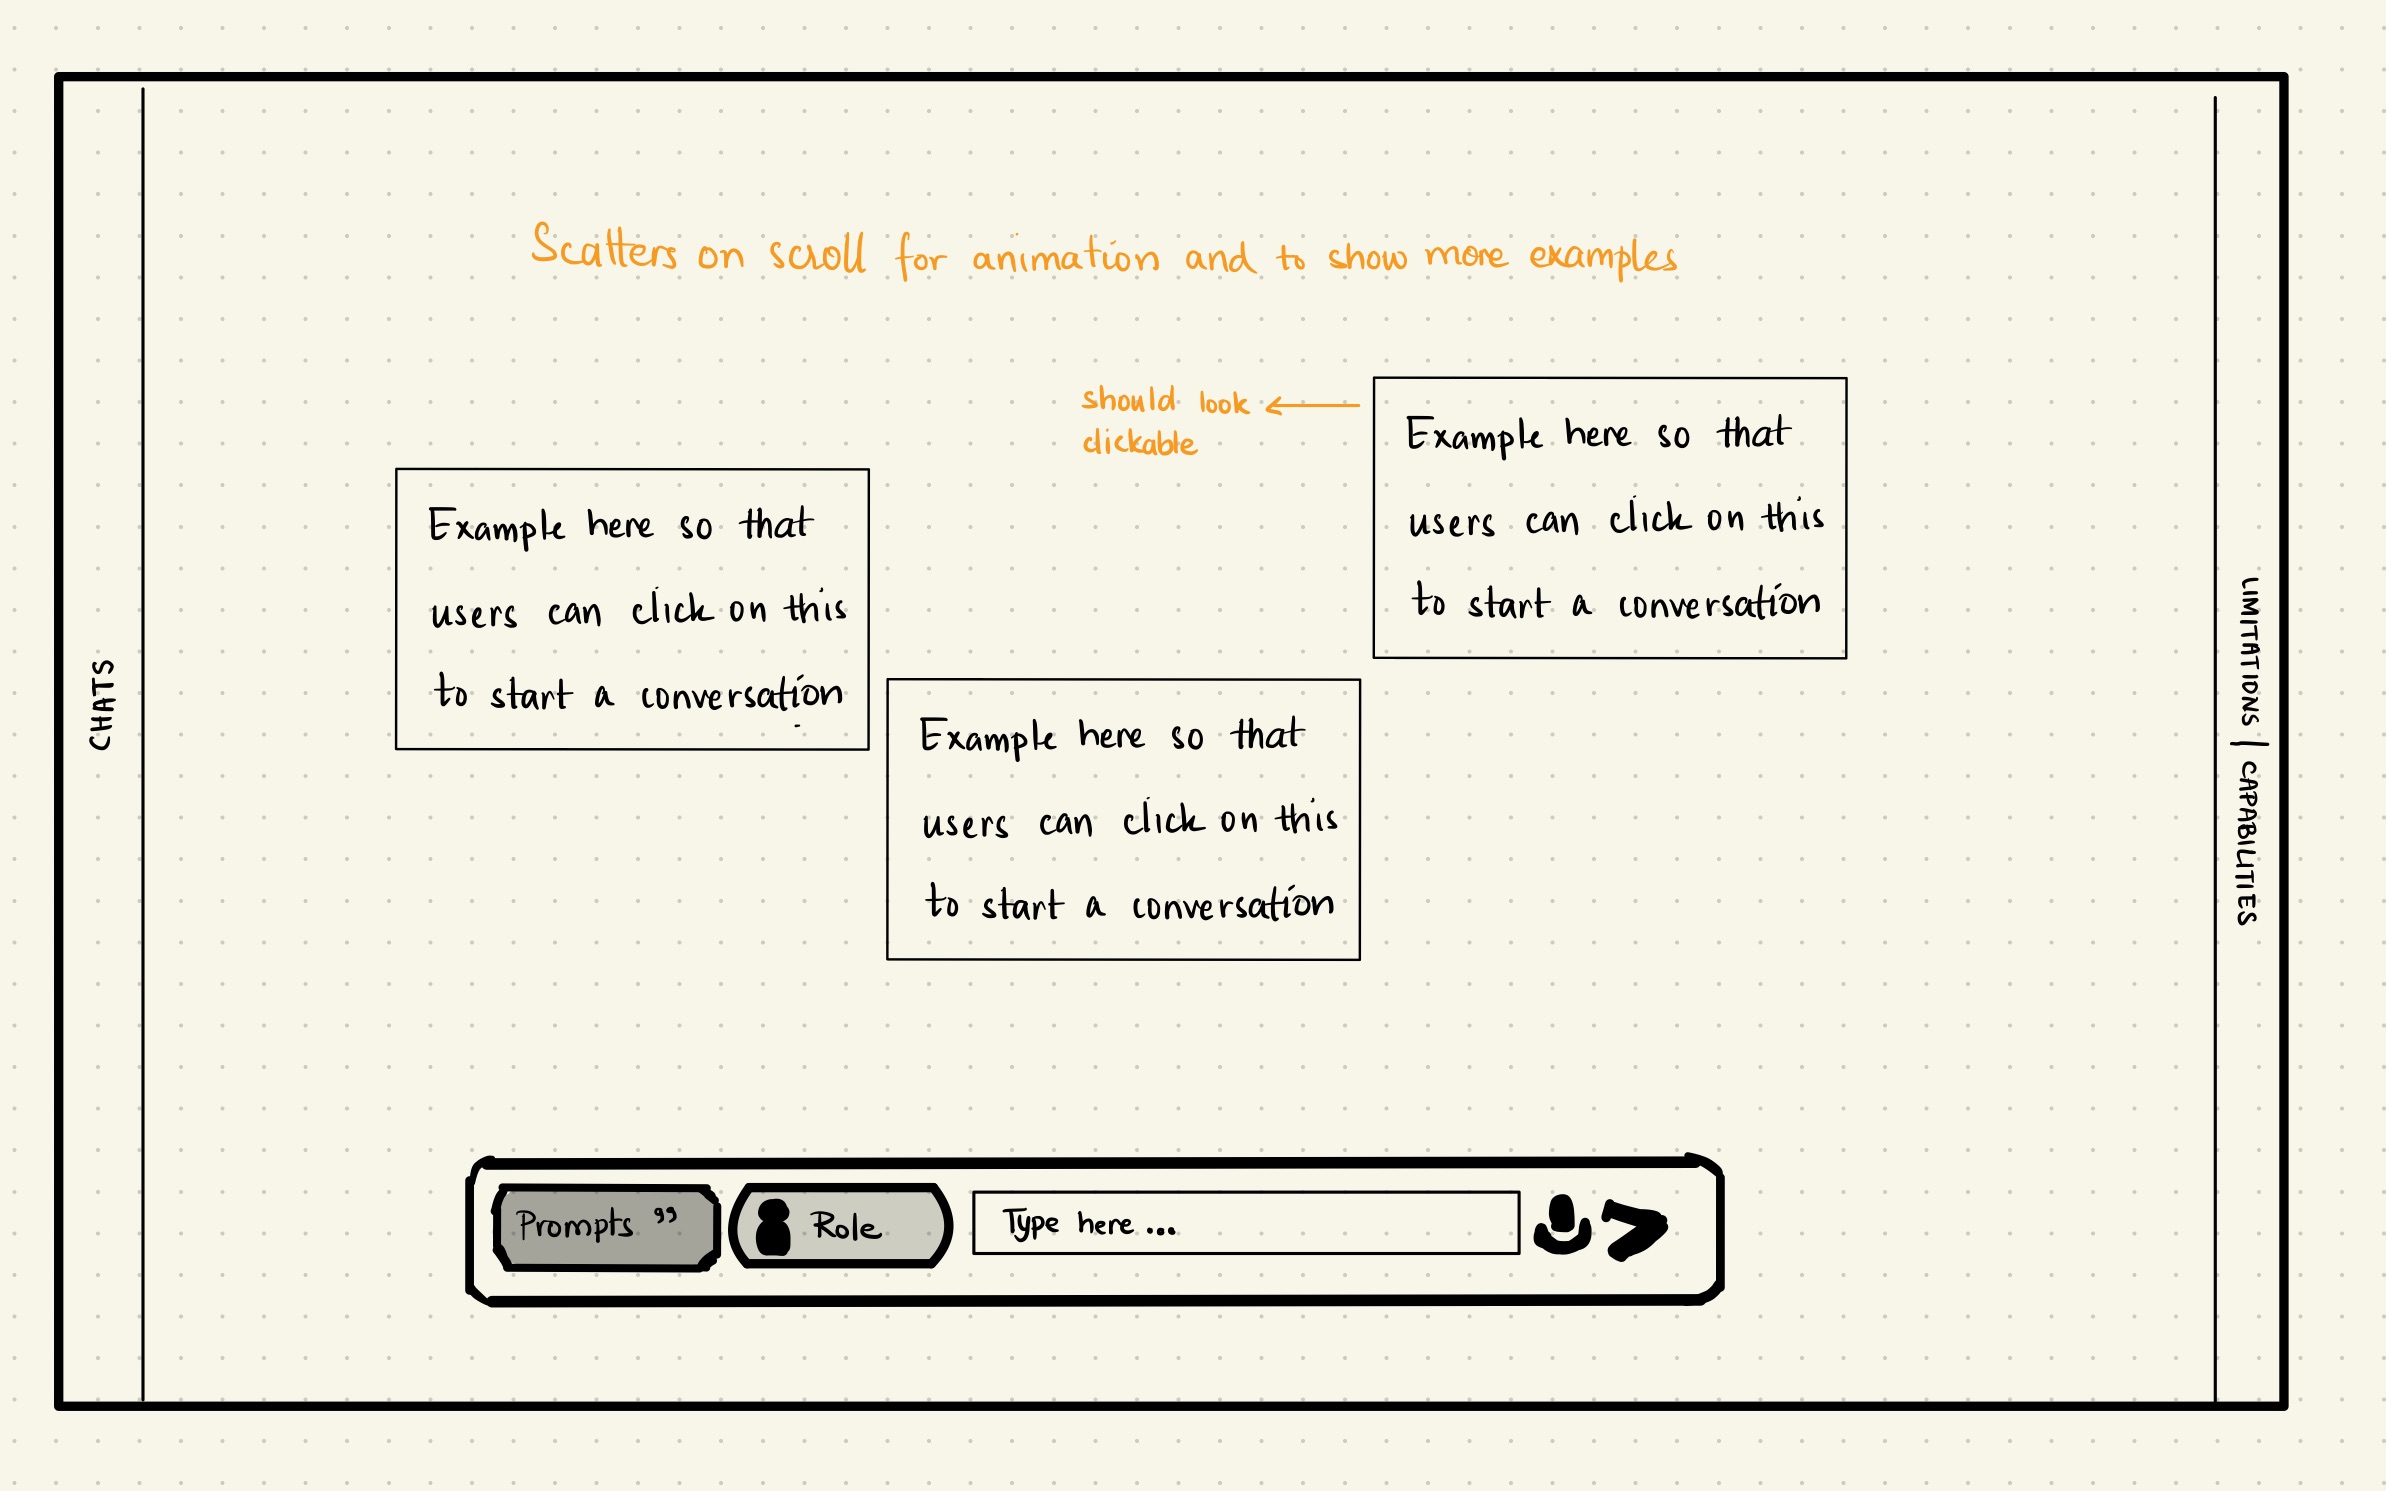 Scatters on scroll for animation and to show more examples
should look
clickable
Example here so that
users can click on this
to start a conversation
Example here so that
users can click on this
to start a conversation
Example here so that
users can click on this
to start a conversation
CHATS
LIMITATIONS | CAPABILITIES
Prompts ”
Role
Type here ...